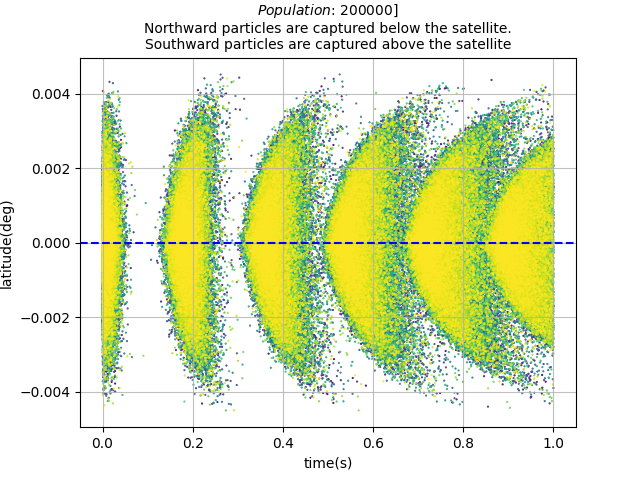 Population: 200000]
Northward particles are captured below the satellite.
Southward particles are captured above the satellite
latitude(deg)
0.004
0.002
0.000
−0.002
−0.004
0.0 0.2 0.4 0.6 0.8 1.0
time(s)